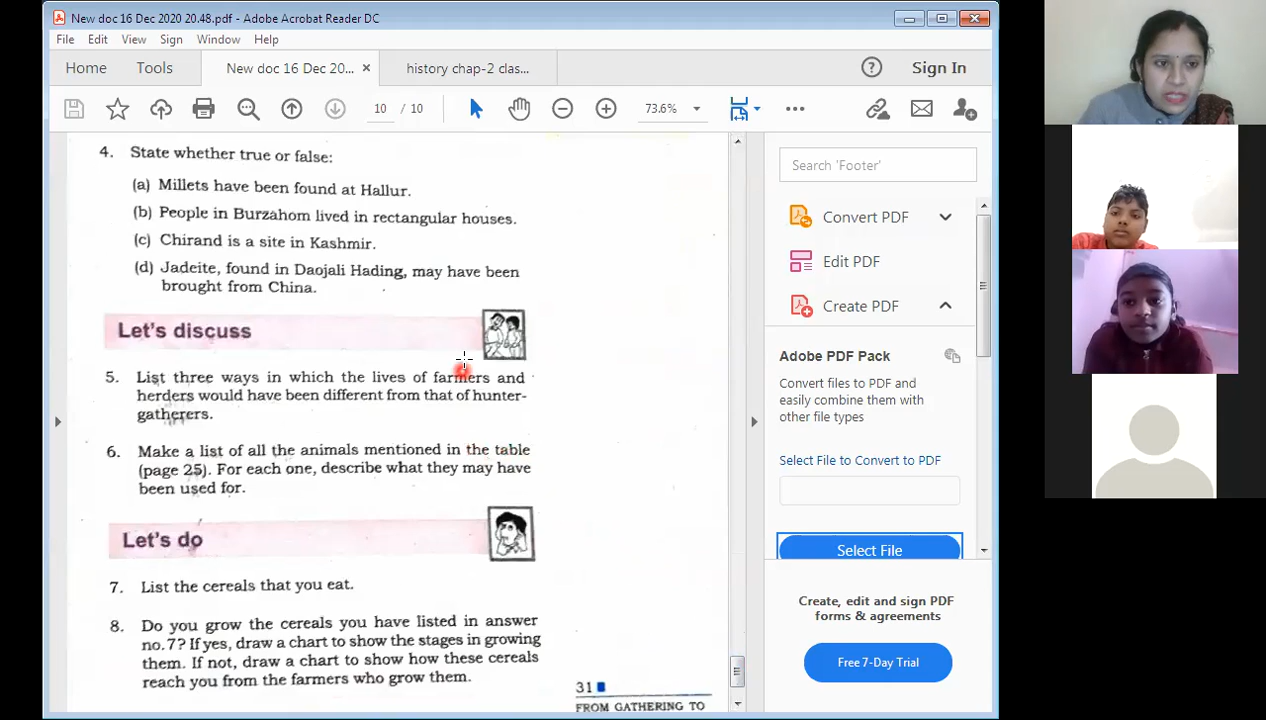 New doc 16 Dec 2020 20.48.pdf - Adobe Acrobat Reader DC
File Edit View Sign Window Help
Home Tools New doc 16 Dec 20... × history chap-2 clas... ? Sign In
10 / 10 73.6%
4. State whether true or false:
(a) Millets have been found at Hallur.
(b) People in Burzahom lived in rectangular houses.
(c) Chirand is a site in Kashmir.
(d) Jadeite, found in Daojali Hading, may have been
brought from China.
Let's discuss
5. List three ways in which the lives of farmers and
herders would have been different from that of hunter-
gatherers.
6. Make a list of all the animals mentioned in the table
(page 25). For each one, describe what they may have
been used for.
Let's do
7. List the cereals that you eat.
8. Do you grow the cereals you have listed in answer
no.7? If yes, draw a chart to show the stages in growing
them. If not, draw a chart to show how these cereals
reach you from the farmers who grow them.
31
FROM GATHERING TO
Search 'Footer'
Convert PDF
Edit PDF
Create PDF
Adobe PDF Pack
Convert files to PDF and
easily combine them with
other file types
Select File to Convert to PDF
Select File
Create, edit and sign PDF
forms & agreements
Free 7-Day Trial